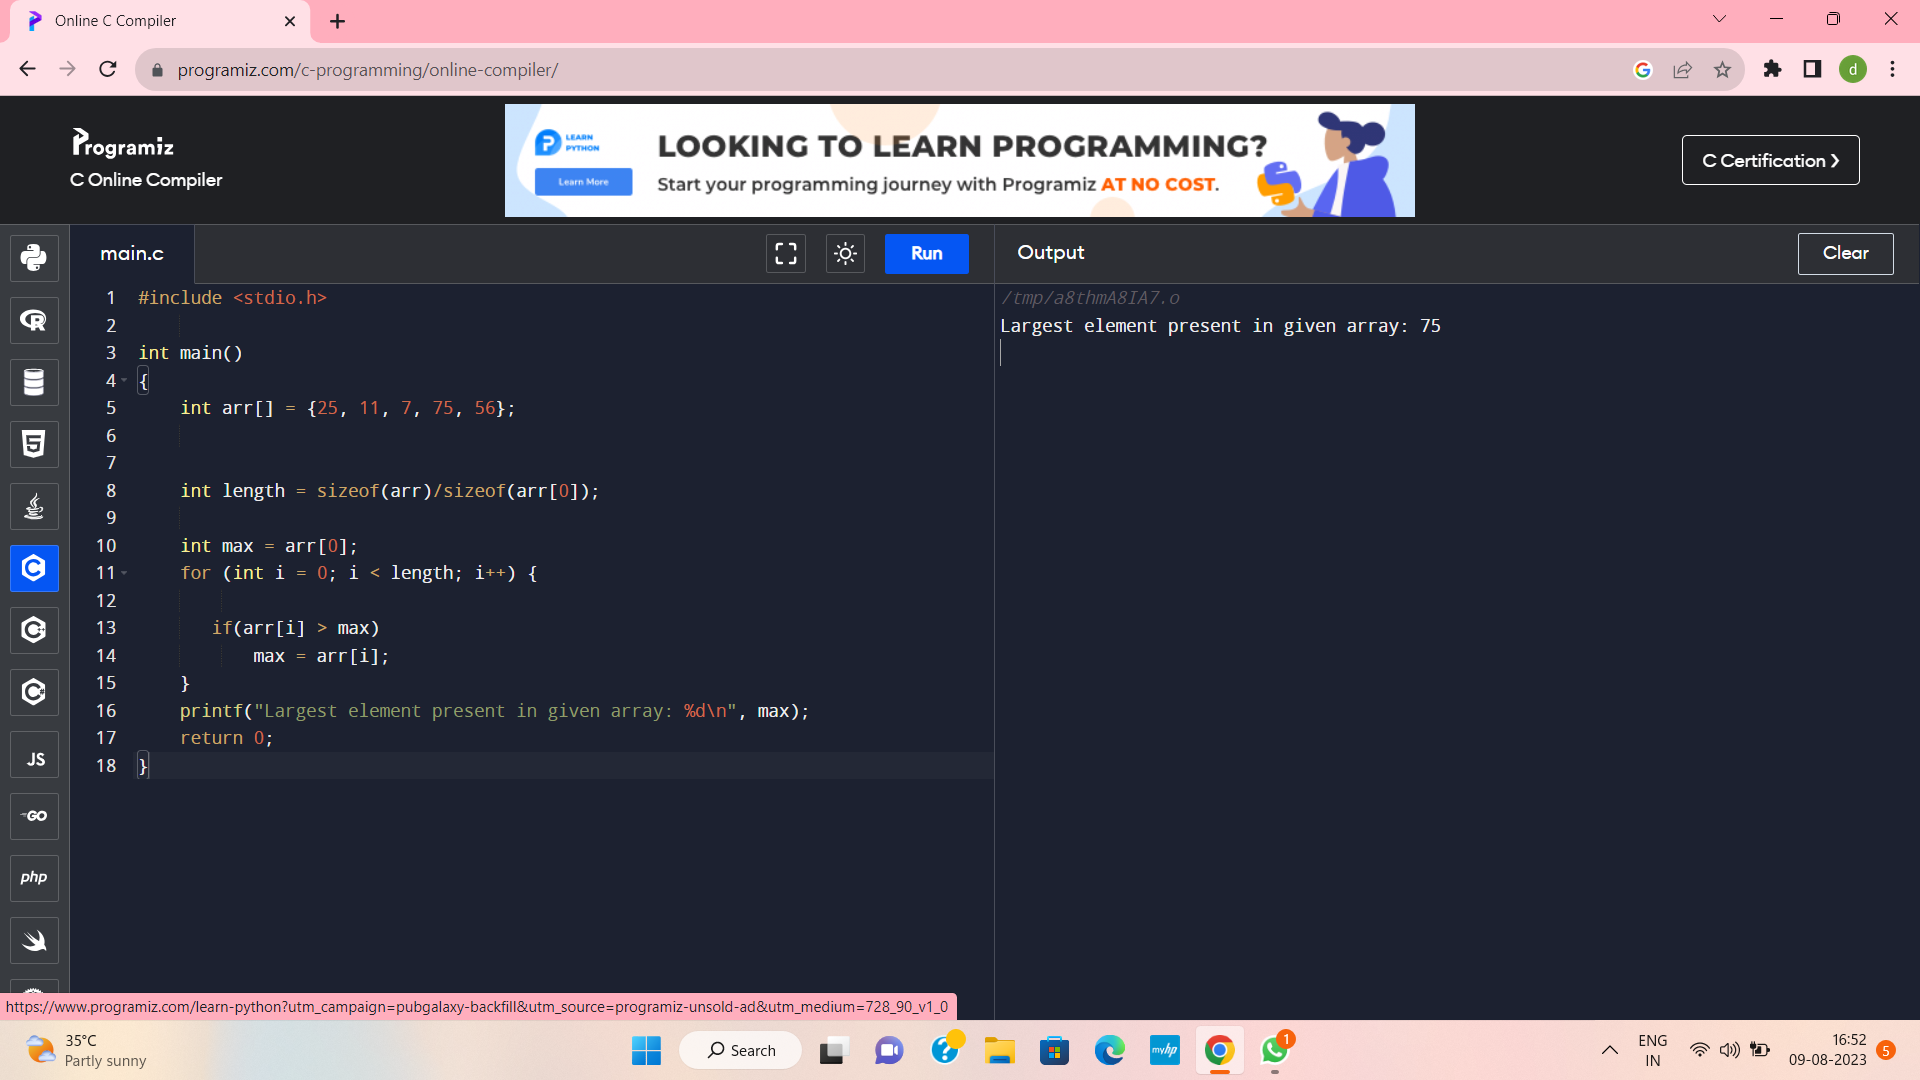 Online C Compiler
programiz.com/c-programming/online-compiler/
d
Programiz
C Online Compiler
LEARN
PYTHON
Learn More
LOOKING TO LEARN PROGRAMMING?
Start your programming journey with Programiz AT NO COST.
C Certification ❯
main.c
Run
Output
Clear
1 #include <stdio.h>
2
3 int main()
4 {
5 int arr[] = {25, 11, 7, 75, 56};
6
7
8 int length = sizeof(arr)/sizeof(arr[0]);
9
10 int max = arr[0];
11 for (int i = 0; i < length; i++) {
12
13 if(arr[i] > max)
14 max = arr[i];
15 }
16 printf("Largest element present in given array: %d\n", max);
17 return 0;
18 }
/tmp/a8thmA8IA7.o
Largest element present in given array: 75
JS
GO
php
https://www.programiz.com/learn-python?utm_campaign=pubgalaxy-backfill&utm_source=programiz-unsold-ad&utm_medium=728_90_v1_0
35°C
Partly sunny
Search
myhp
1
ENG
IN
16:52
09-08-2023
5